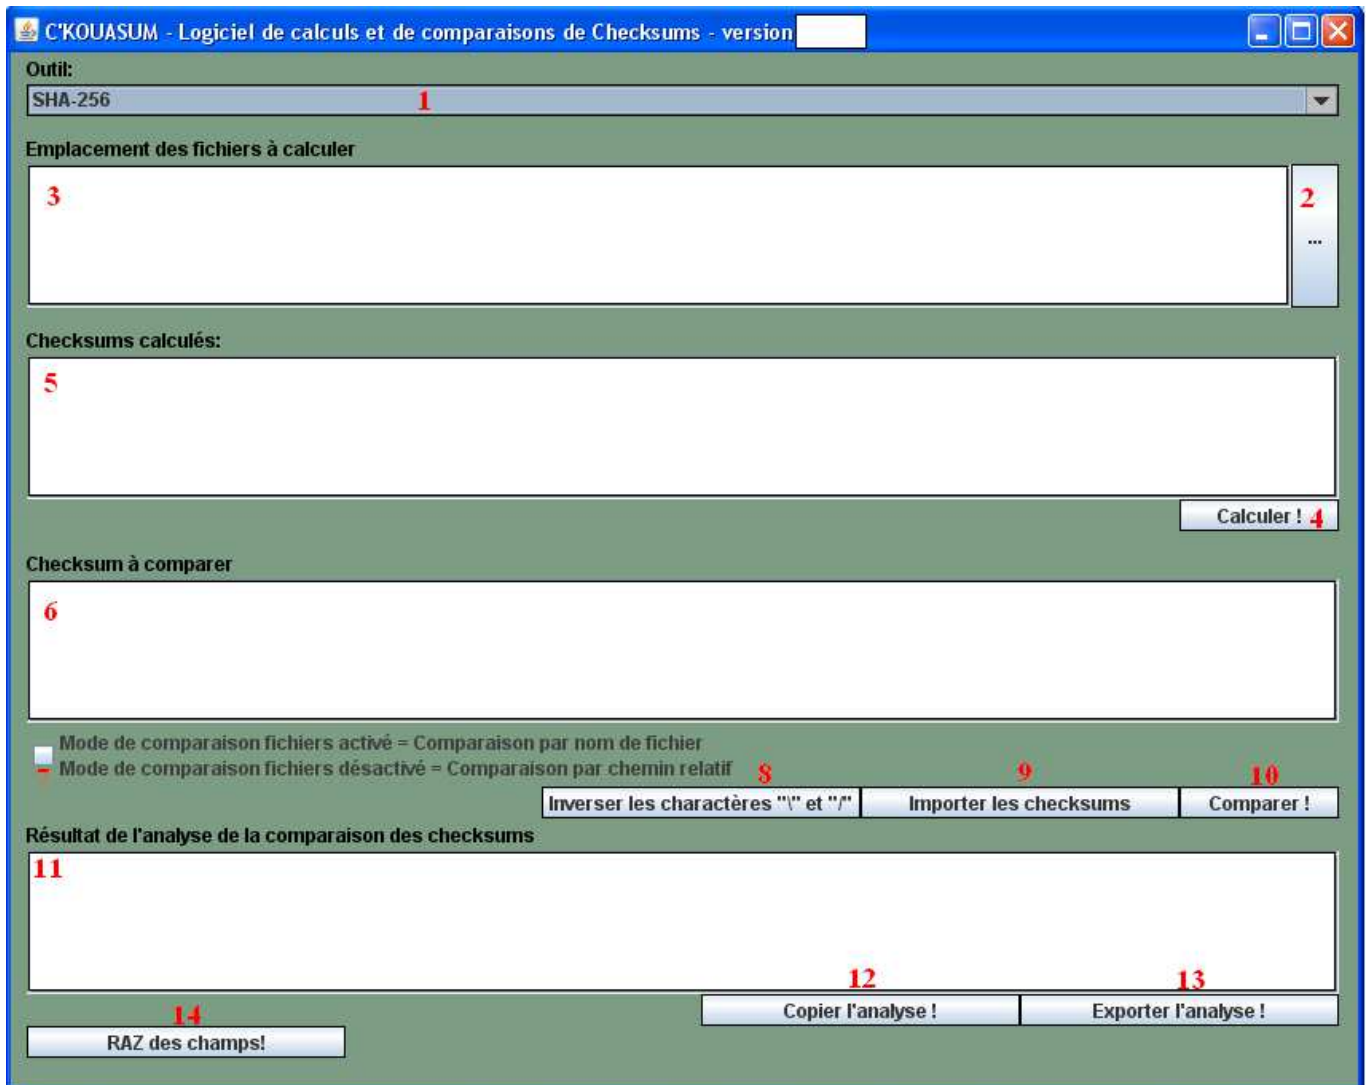 C'KOUASUM - Logiciel de calculs et de comparaisons de Checksums - version
Outil:
SHA-256 1
Emplacement des fichiers à calculer
3
2
...
Checksums calculés:
5
Calculer ! 4
Checksum à comparer
6
Mode de comparaison fichiers activé = Comparaison par nom de fichier
Mode de comparaison fichiers désactivé = Comparaison par chemin relatif
8 9 10
Inverser les charactères "\" et "/" Importer les checksums Comparer !
Résultat de l'analyse de la comparaison des checksums
11
12 13
Copier l'analyse ! Exporter l'analyse !
14
RAZ des champs!